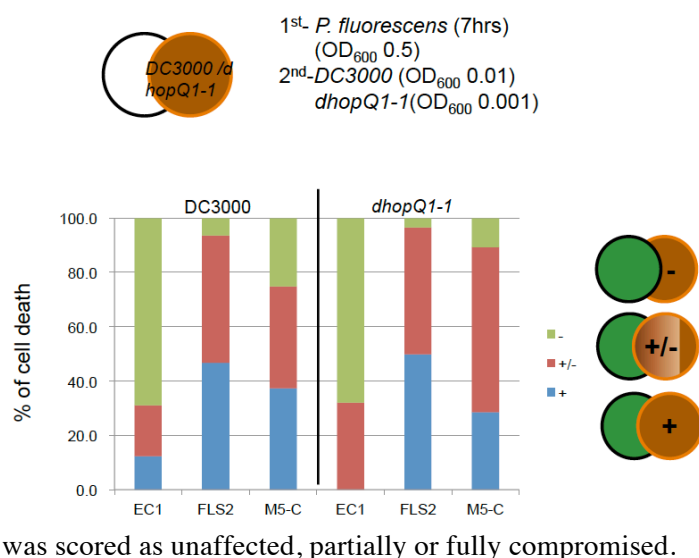 1st- P. fluorescens (7hrs)
(OD600 0.5)
2nd-DC3000 (OD600 0.01)
dhopQ1-1(OD600 0.001)
DC3000 /d
hopQ1-1
DC3000
dhopQ1-1
% of cell death
100.0
80.0
60.0
40.0
20.0
0.0
EC1 FLS2 M5-C EC1 FLS2 M5-C
-
+/-
+
-
+/-
+
was scored as unaffected, partially or fully compromised.